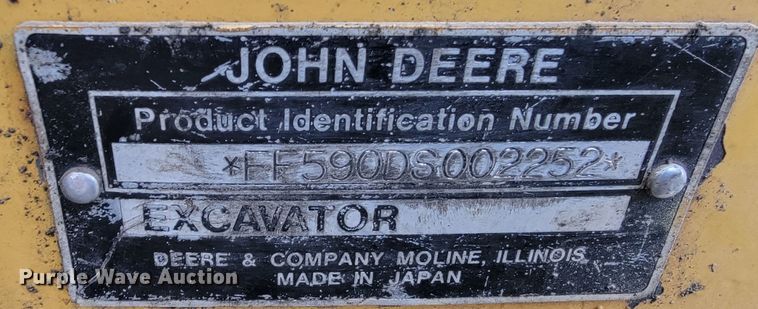 JOHN DEERE
Product Identification Number
*FF590DS002252*
EXCAVATOR
DEERE & COMPANY MOLINE, ILLINOIS
MADE IN JAPAN
Purple Wave Auction